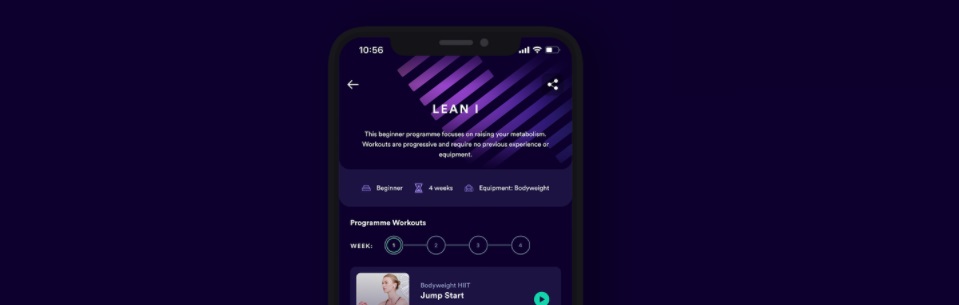 10:56
LEAN I
This beginner programme focuses on raising your metabolism.
Workouts are progressive and require no previous experience or
equipment.
Beginner 4 weeks Equipment: Bodyweight
Programme Workouts
WEEK: 1 2 3 4
Bodyweight HIIT
Jump Start